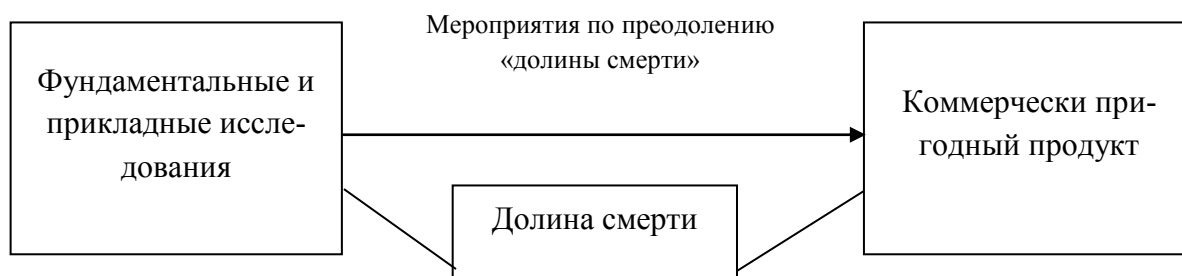 Мероприятия по преодолению
«долины смерти»
Фундаментальные и
прикладные иссле-
дования
Коммерчески при-
годный продукт
Долина смерти